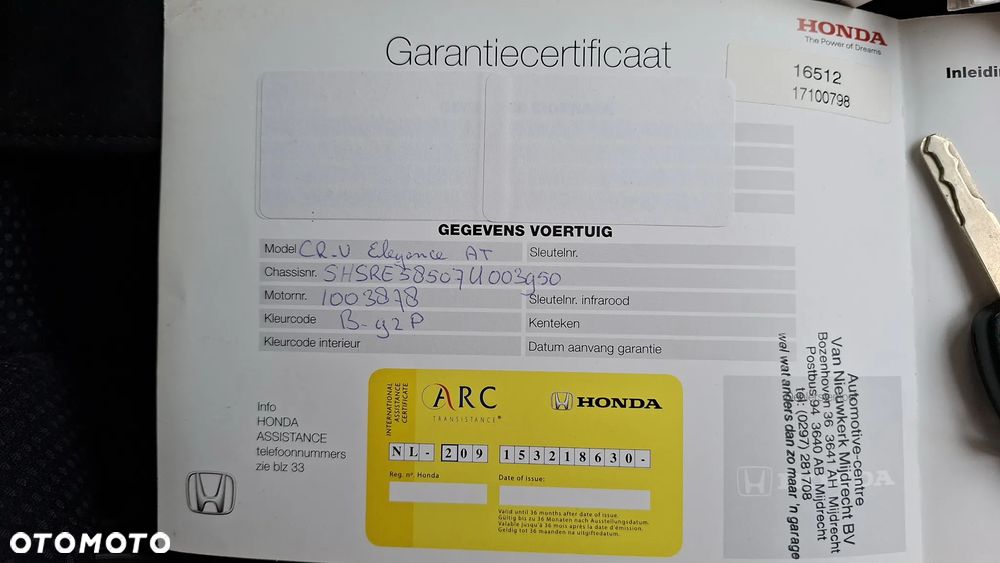 HONDA
The Power of Dreams
Garantiecertificaat
16512
17100798
Inleidin
GEGEVENS VOERTUIG
Model CR-V Elegance AT
Sleutelnr.
Chassisnr. SHSRE58507U003950
Motornr. 1003878
Sleutelnr. infrarood
Kleurcode B-92P
Kenteken
Kleurcode interieur
Datum aanvang garantie
Info
HONDA
ASSISTANCE
telefoonnummers
zie blz 33
INTERNATIONAL
ASSISTANCE
CERTIFICATE
ARC
TRANSISTANCE®
HONDA
NL-209 153218630-
Reg. nº. Honda
Date of Issue:
Valid until 36 months after date of issue.
Gültig bis zu 36 Monaten nach Ausstellungsdatum.
Valable jusqu'à 36 mois après la date d'émission.
Geldig tot 36 maanden na uitgiftedatum.
Automotive-centre
Van Nieuwkerk Mijdrecht BV
Bozenhoven 36 3641 AH Mijdrecht
Postbus 94 3640 AB Mijdrecht
tel: (0297) 281708
wel wat anders dan zo maar 'n garage
HONDA
OTOMOTO